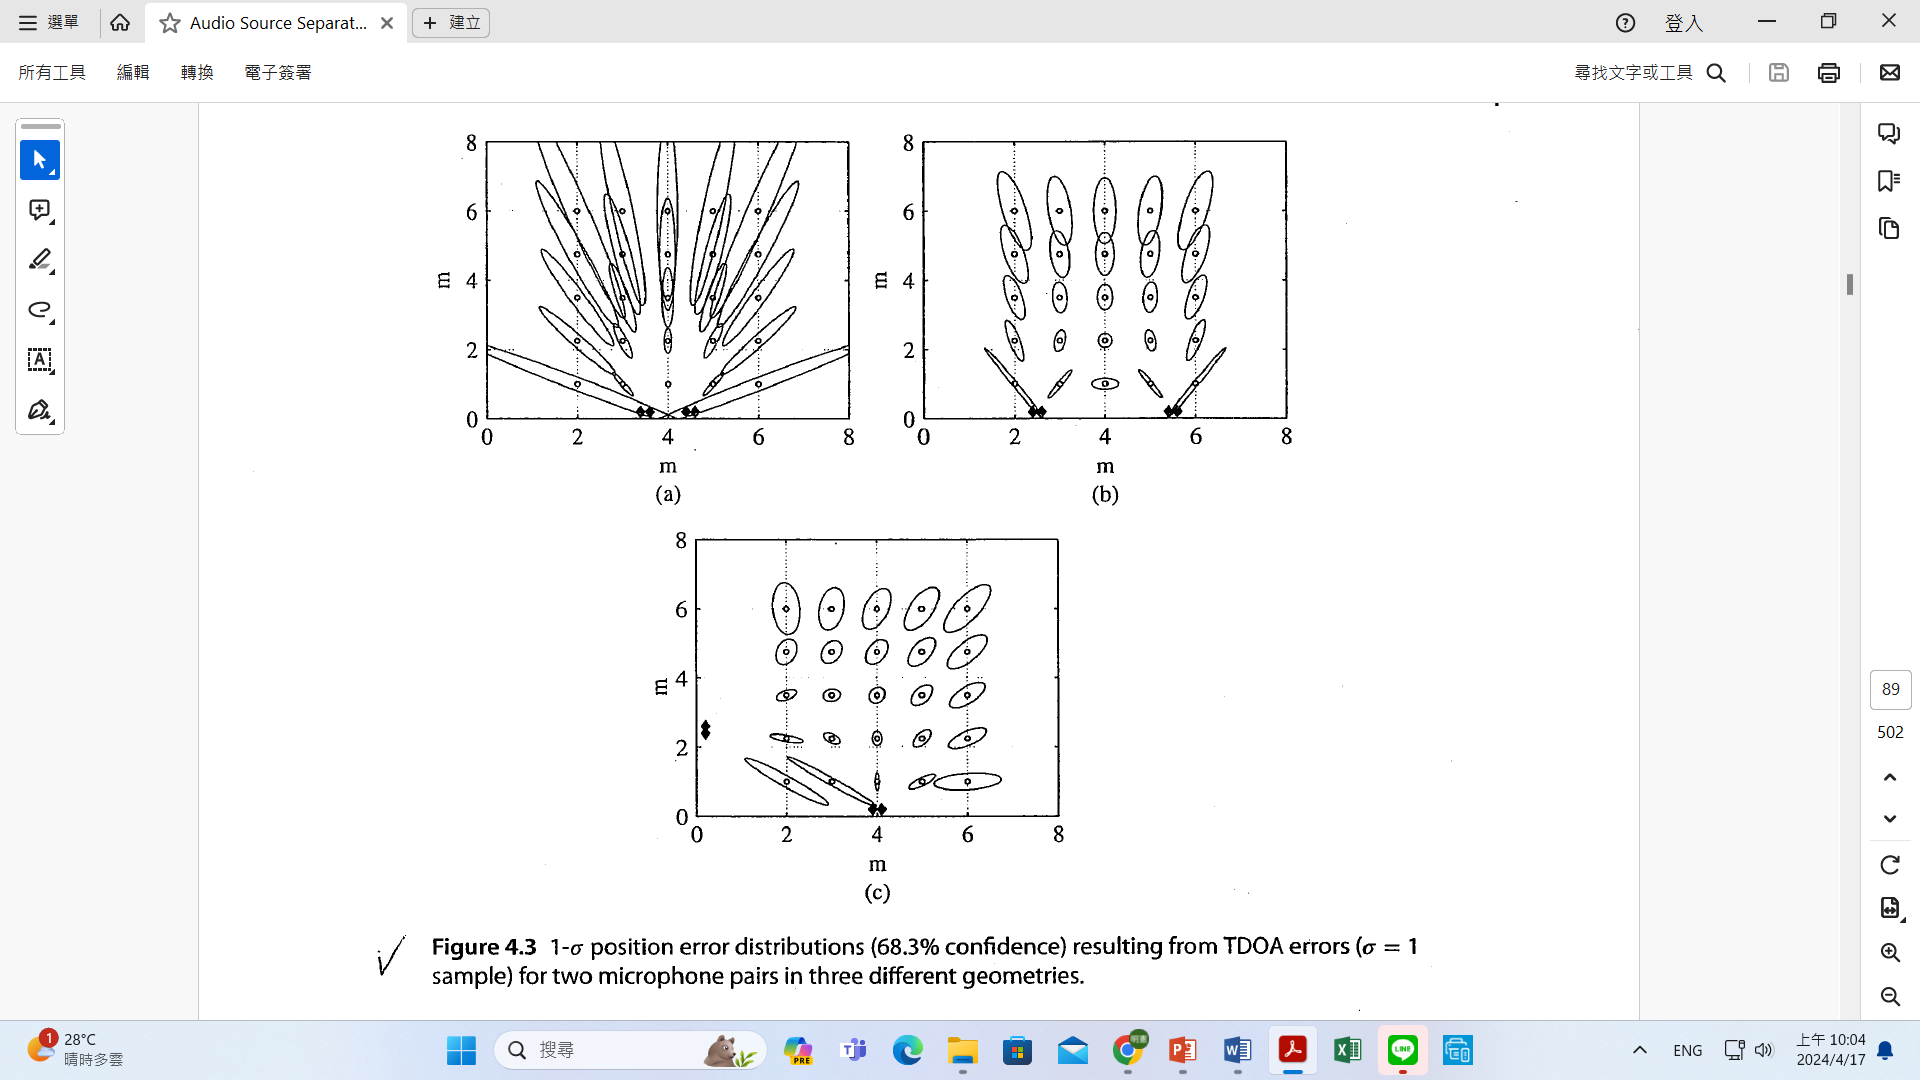 選單
Audio Source Separat...
建立
登入
所有工具
編輯
轉換
電子簽署
尋找文字或工具
8
6
4
2
0
m
0 2 4 6 8
m
(a)
8
6
4
2
0
m
0 2 4 6 8
m
(b)
8
6
4
2
0
m
0 2 4 6 8
m
(c)
Figure 4.3 1-σ position error distributions (68.3% confidence) resulting from TDOA errors (σ = 1
sample) for two microphone pairs in three different geometries.
89
502
1
28°C
晴時多雲
搜尋
PRE
ENG
上午 10:04
2024/4/17